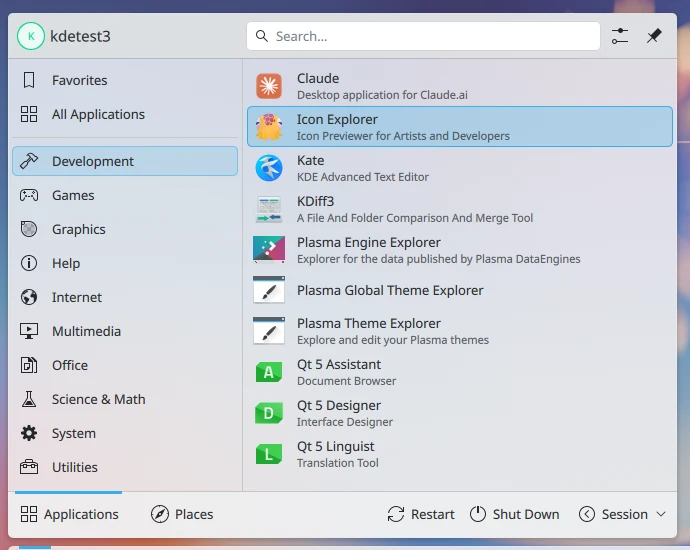 K
kdetest3
Search...
Favorites
All Applications
Development
Games
Graphics
Help
Internet
Multimedia
Office
Science & Math
System
Utilities
Claude
Desktop application for Claude.ai
Icon Explorer
Icon Previewer for Artists and Developers
Kate
KDE Advanced Text Editor
KDiff3
A File And Folder Comparison And Merge Tool
Plasma Engine Explorer
Explorer for the data published by Plasma DataEngines
Plasma Global Theme Explorer
Plasma Theme Explorer
Explore and edit your Plasma themes
A
Qt 5 Assistant
Document Browser
D
Qt 5 Designer
Interface Designer
L
Qt 5 Linguist
Translation Tool
Applications
Places
Restart
Shut Down
Session